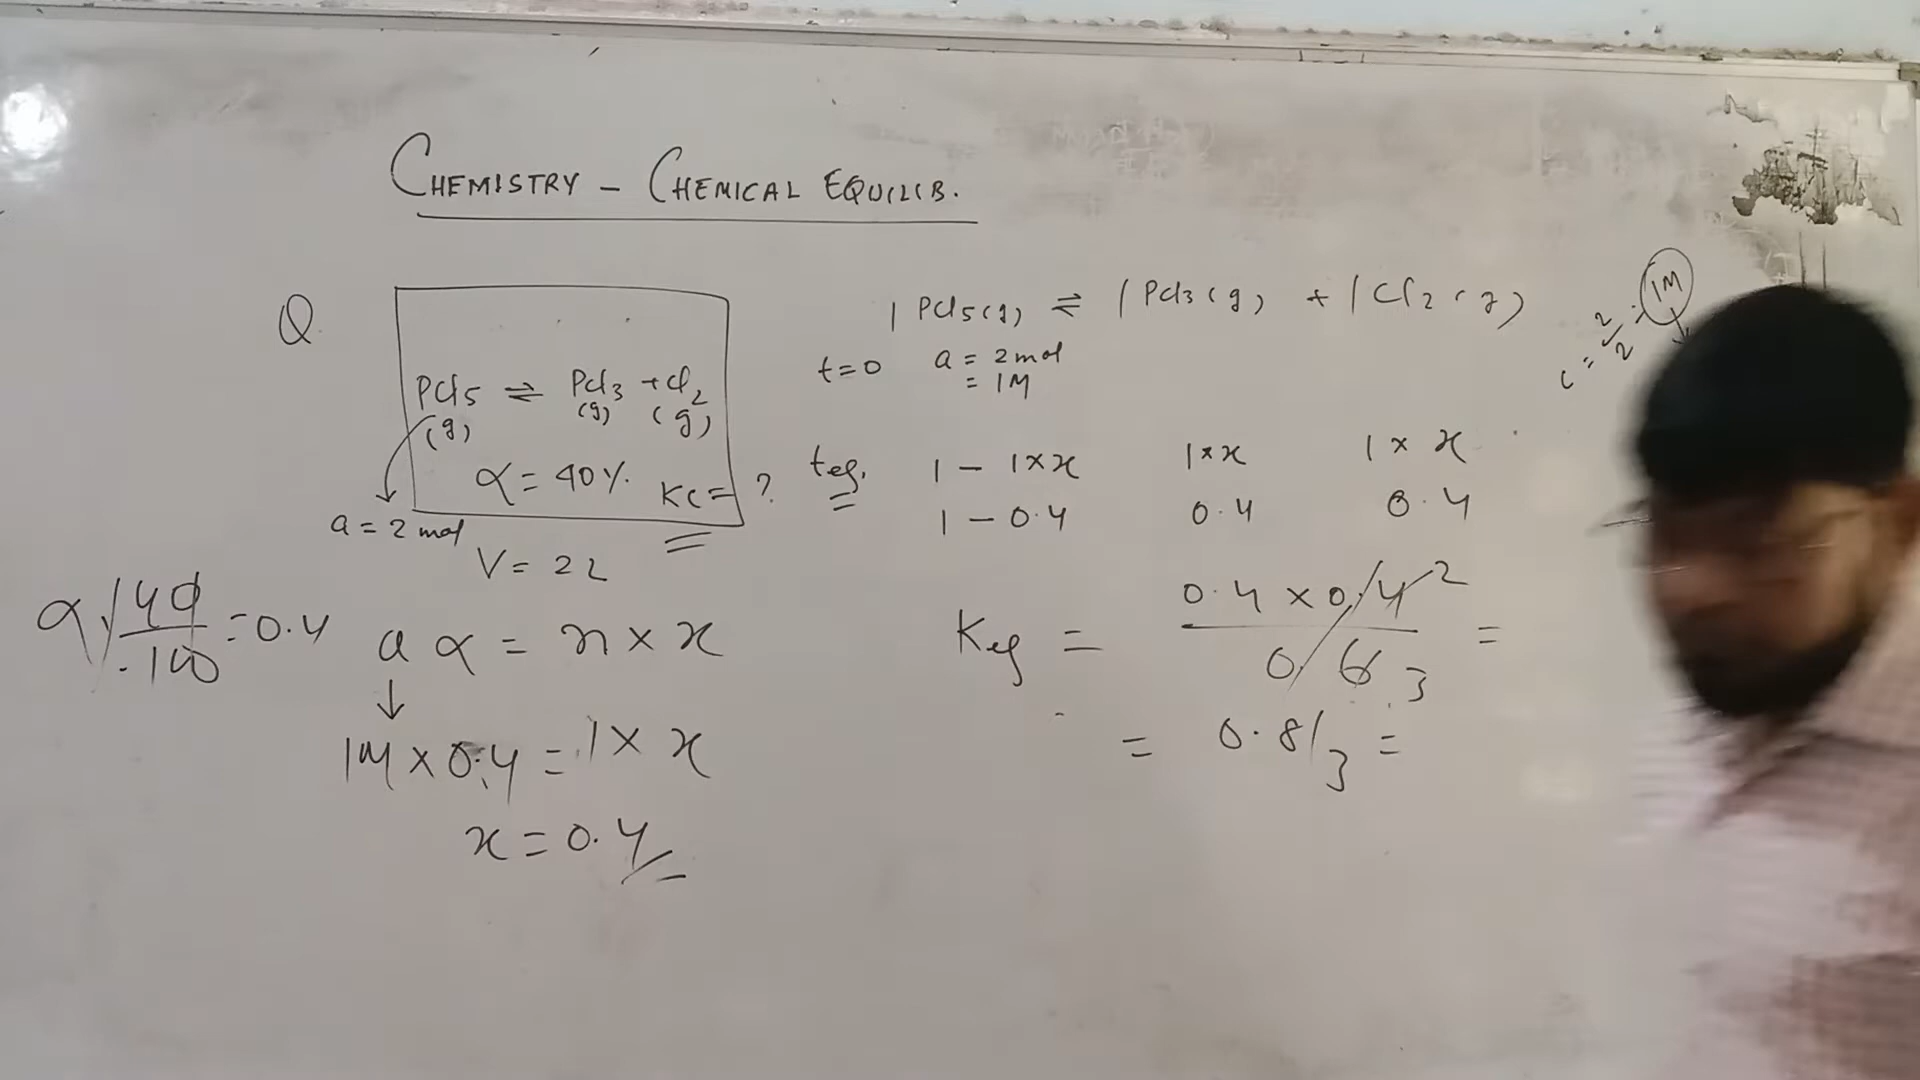 CHEMISTRY - CHEMICAL EQUILIB.
Q.
PCl5 ⇌ PCl3 + Cl2
(g) (g) (g)
α = 40%. Kc = ?
a = 2 mol
V = 2L
α 40/100 = 0.4
a α = n × x
↓
1M × 0.4 = 1 × x
x = 0.4
1 PCl5(g) ⇌ 1 PCl3(g) + 1 Cl2(g)
t=0 a = 2 mol
= 1M
teq. 1 - 1×x 1×x 1×x
1 - 0.4 0.4 0.4
Keq = 0.4 × 0.4 2 / 0.6 3 =
= 0.8/3 =
C = 2/2 = 1M